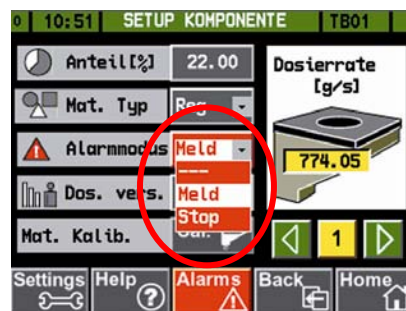 0 10:51 SETUP KOMPONENTE TB01
Anteil[%] 22.00
Dosierrate
[g/s]
Mat. Typ Reg
Alarmmodus Meld
774.05
---
Meld
Dos. vers.
Stop
Mat. Kalib. 1
Settings Help Alarms Back Home